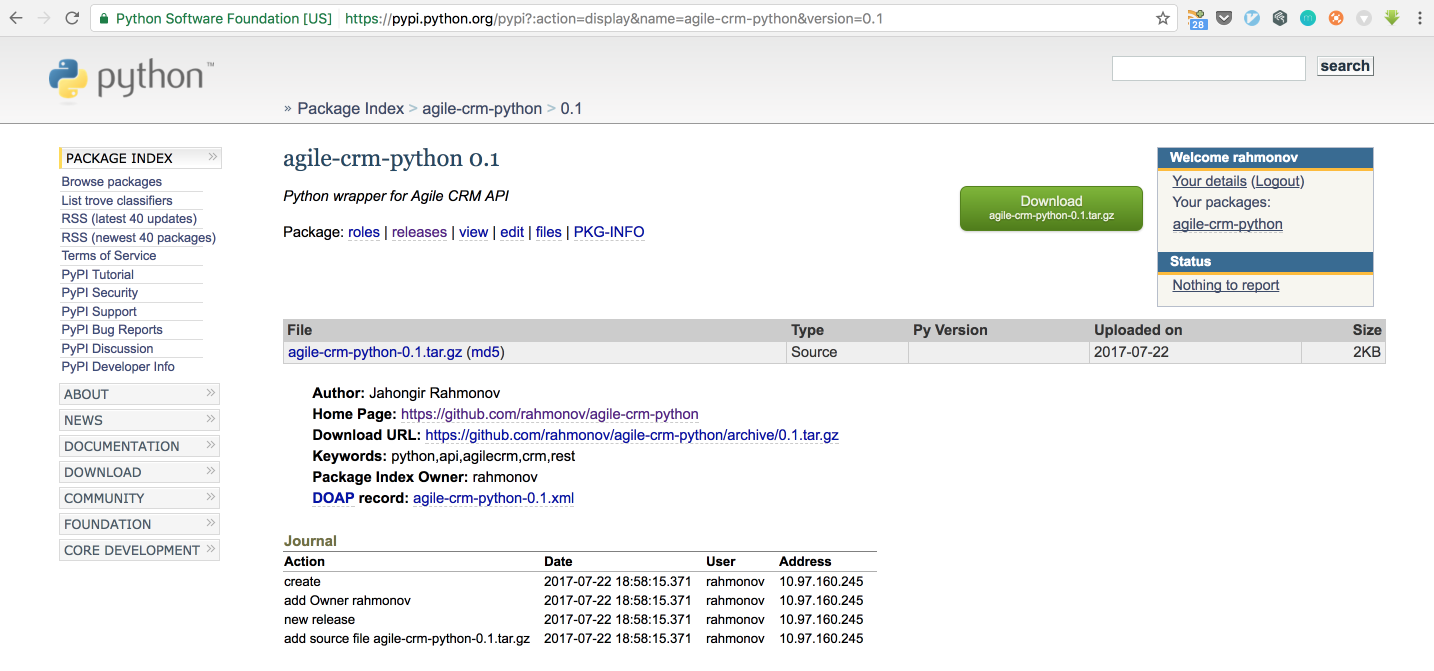 Python Software Foundation [US] https://pypi.python.org/pypi?:action=display&name=agile-crm-python&version=0.1
28
python™
search
» Package Index > agile-crm-python > 0.1
PACKAGE INDEX »
Browse packages
List trove classifiers
RSS (latest 40 updates)
RSS (newest 40 packages)
Terms of Service
PyPI Tutorial
PyPI Security
PyPI Support
PyPI Bug Reports
PyPI Discussion
PyPI Developer Info
ABOUT »
NEWS »
DOCUMENTATION »
DOWNLOAD »
COMMUNITY »
FOUNDATION »
CORE DEVELOPMENT »
agile-crm-python 0.1
Python wrapper for Agile CRM API
Package: roles | releases | view | edit | files | PKG-INFO
Download
agile-crm-python-0.1.tar.gz
Welcome rahmonov
Your details (Logout)
Your packages:
agile-crm-python
Status
Nothing to report
File Type Py Version Uploaded on Size
agile-crm-python-0.1.tar.gz (md5) Source 2017-07-22 2KB
Author: Jahongir Rahmonov
Home Page: https://github.com/rahmonov/agile-crm-python
Download URL: https://github.com/rahmonov/agile-crm-python/archive/0.1.tar.gz
Keywords: python,api,agilecrm,crm,rest
Package Index Owner: rahmonov
DOAP record: agile-crm-python-0.1.xml
Journal
Action Date User Address
create 2017-07-22 18:58:15.371 rahmonov 10.97.160.245
add Owner rahmonov 2017-07-22 18:58:15.371 rahmonov 10.97.160.245
new release 2017-07-22 18:58:15.371 rahmonov 10.97.160.245
add source file agile-crm-python-0.1.tar.gz 2017-07-22 18:58:15.371 rahmonov 10.97.160.245